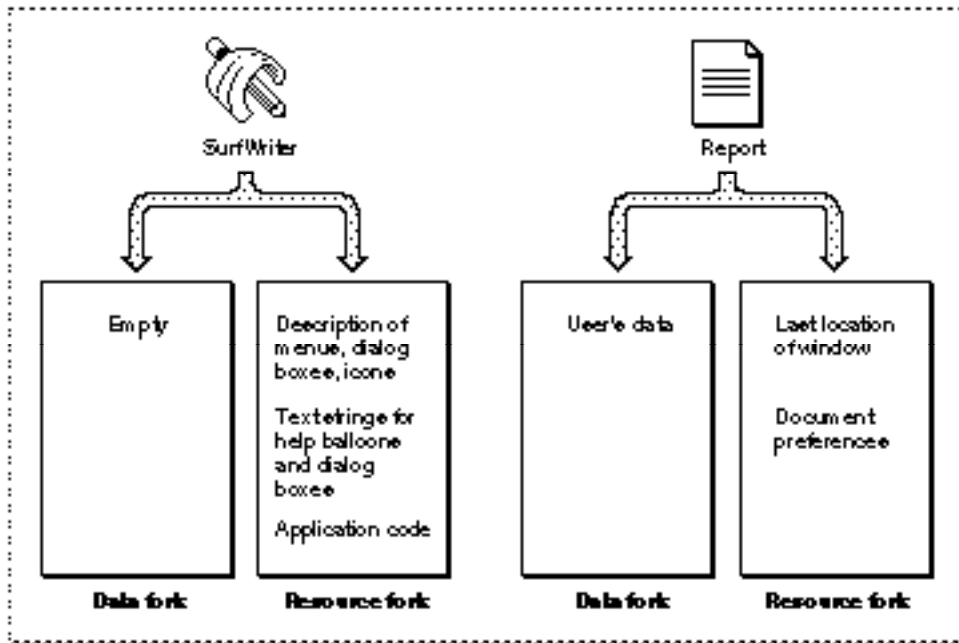 SurfWriter
Report
Empty
Description of
menus, dialog
boxes, icons
Text strings for
help balloons
and dialog
boxes
Application code
User's data
Last location
of window
Document
preferences
Data fork
Resource fork
Data fork
Resource fork